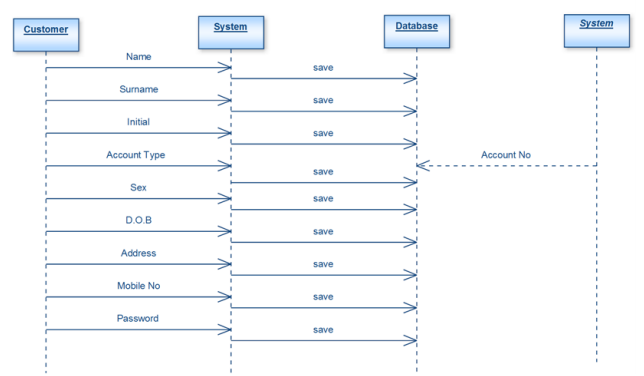 Customer System Database System
Name
save
Surname
save
Initial
save
Account Type Account No
save
Sex
save
D.O.B
save
Address
save
Mobile No
save
Password
save